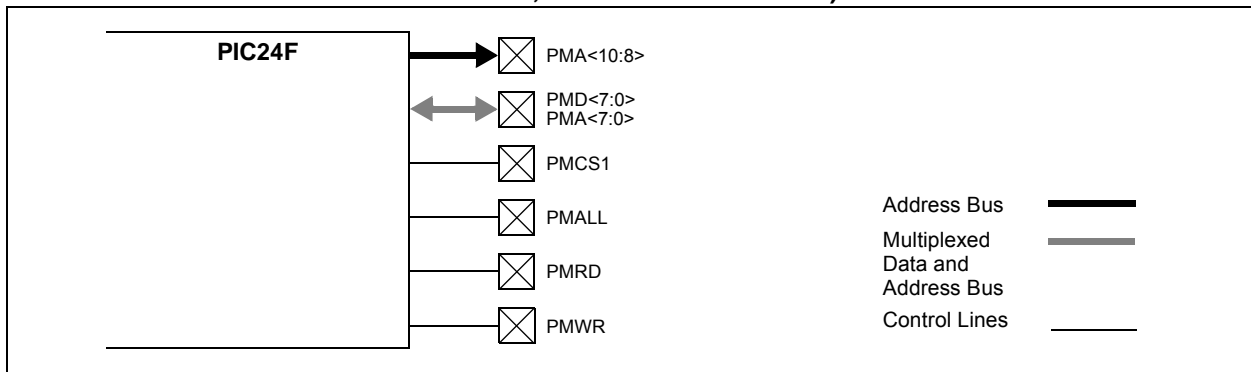 PIC24F
PMA<10:8>
PMD<7:0>
PMA<7:0>
PMCS1
PMALL
PMRD
PMWR
Address Bus
Multiplexed
Data and
Address Bus
Control Lines